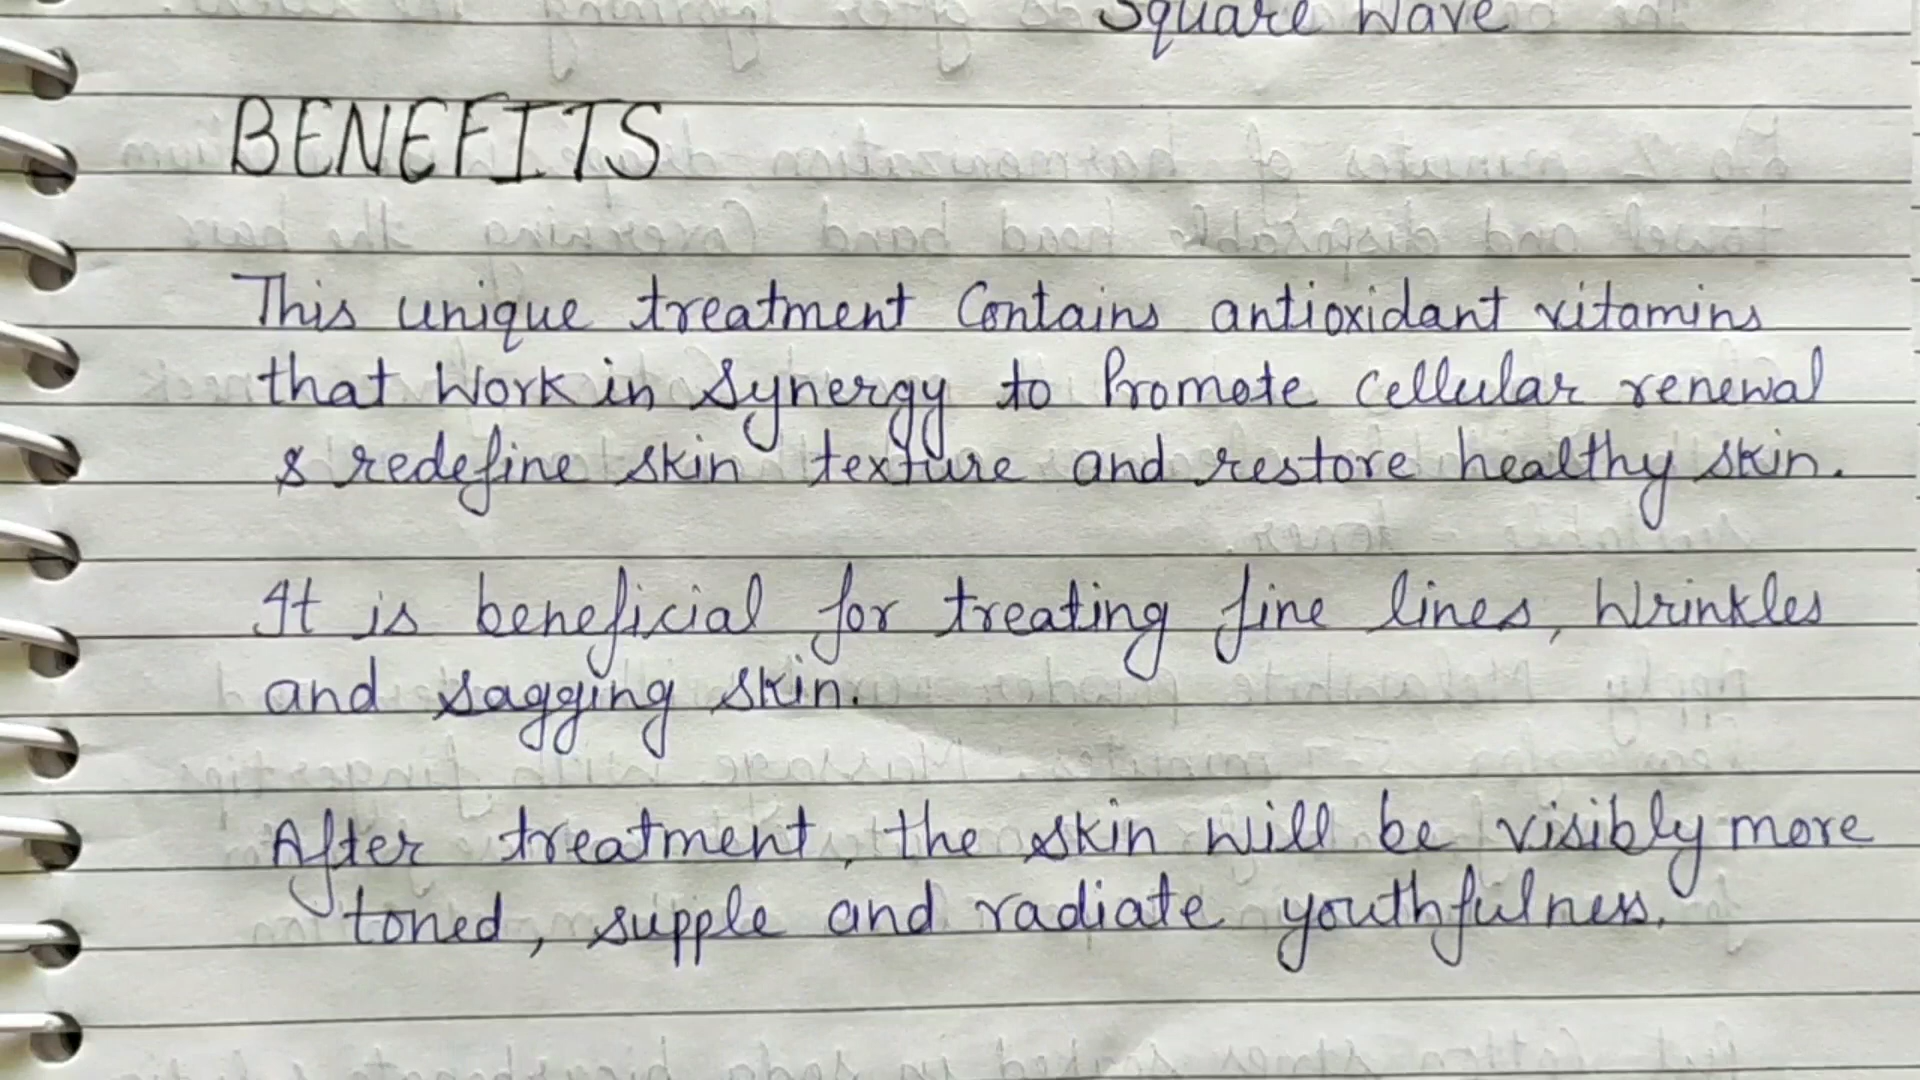 Square Wave
BENEFITS
This unique treatment Contains antioxidant vitamins
that Work in Synergy to Promote Cellular renewal
& redefine skin texture and restore healthy skin.
It is beneficial for treating fine lines, Wrinkles
and sagging skin.
After treatment, the skin will be visibly more
toned, supple and radiate youthfulness.